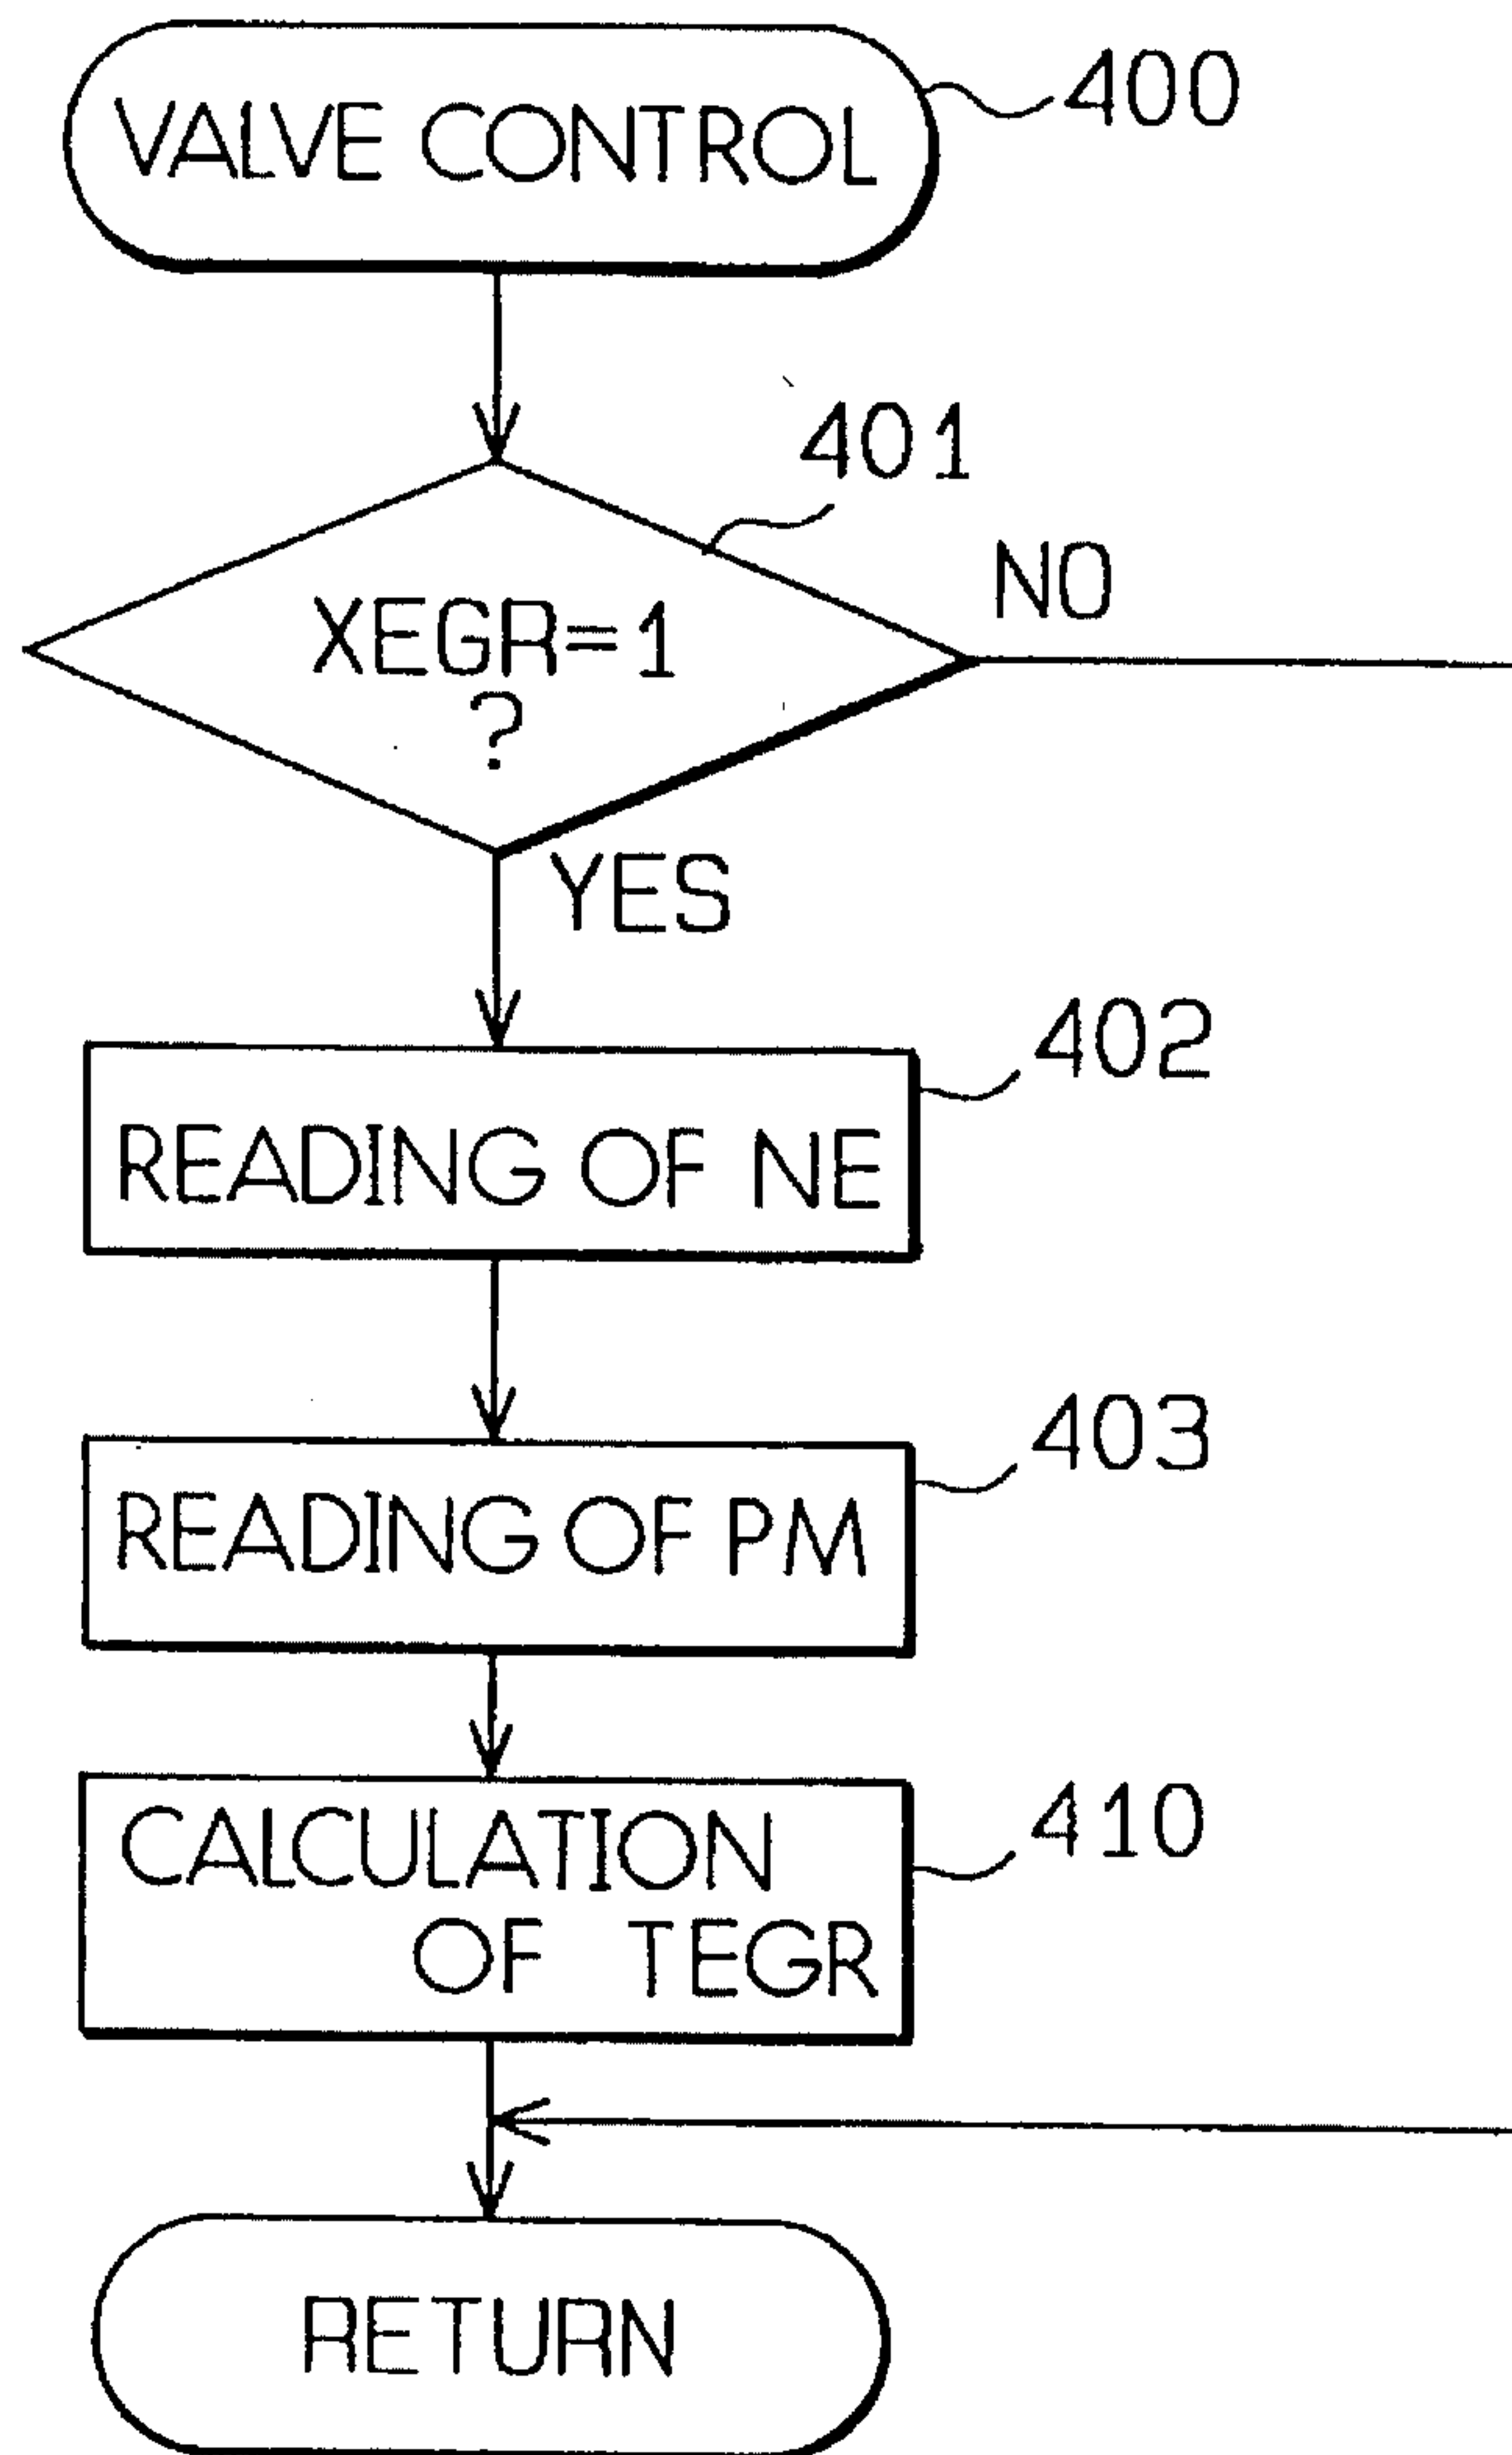 VALVE CONTROL
400
401
XEGR=1
?
NO
YES
402
READING OF NE
403
READING OF PM
410
CALCULATION
OF TEGR
RETURN